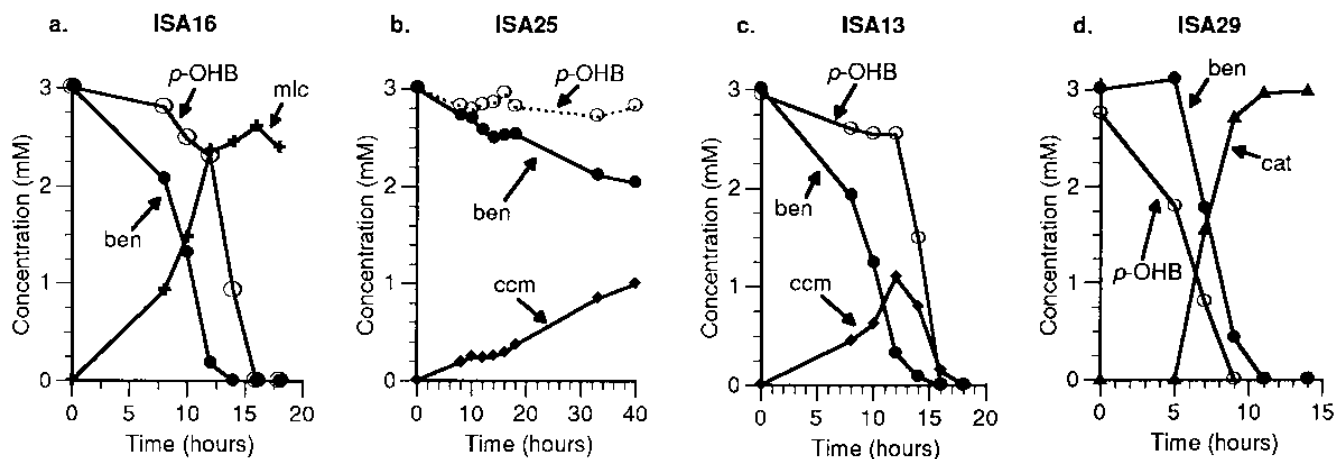 a. ISA16
Concentration (mM)
3
2
1
0
p-OHB
mlc
ben
0 5 10 15 20
Time (hours)
b. ISA25
Concentration (mM)
3
2
1
0
p-OHB
ben
ccm
0 10 20 30 40
Time (hours)
c. ISA13
Concentration (mM)
3
2
1
0
p-OHB
ben
ccm
0 5 10 15 20
Time (hours)
d. ISA29
Concentration (mM)
3
2
1
0
ben
cat
p-OHB
0 5 10 15
Time (hours)